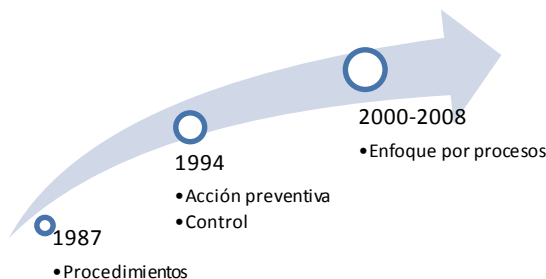 1987
•Procedimientos
1994
•Acción preventiva
•Control
2000-2008
•Enfoque por procesos